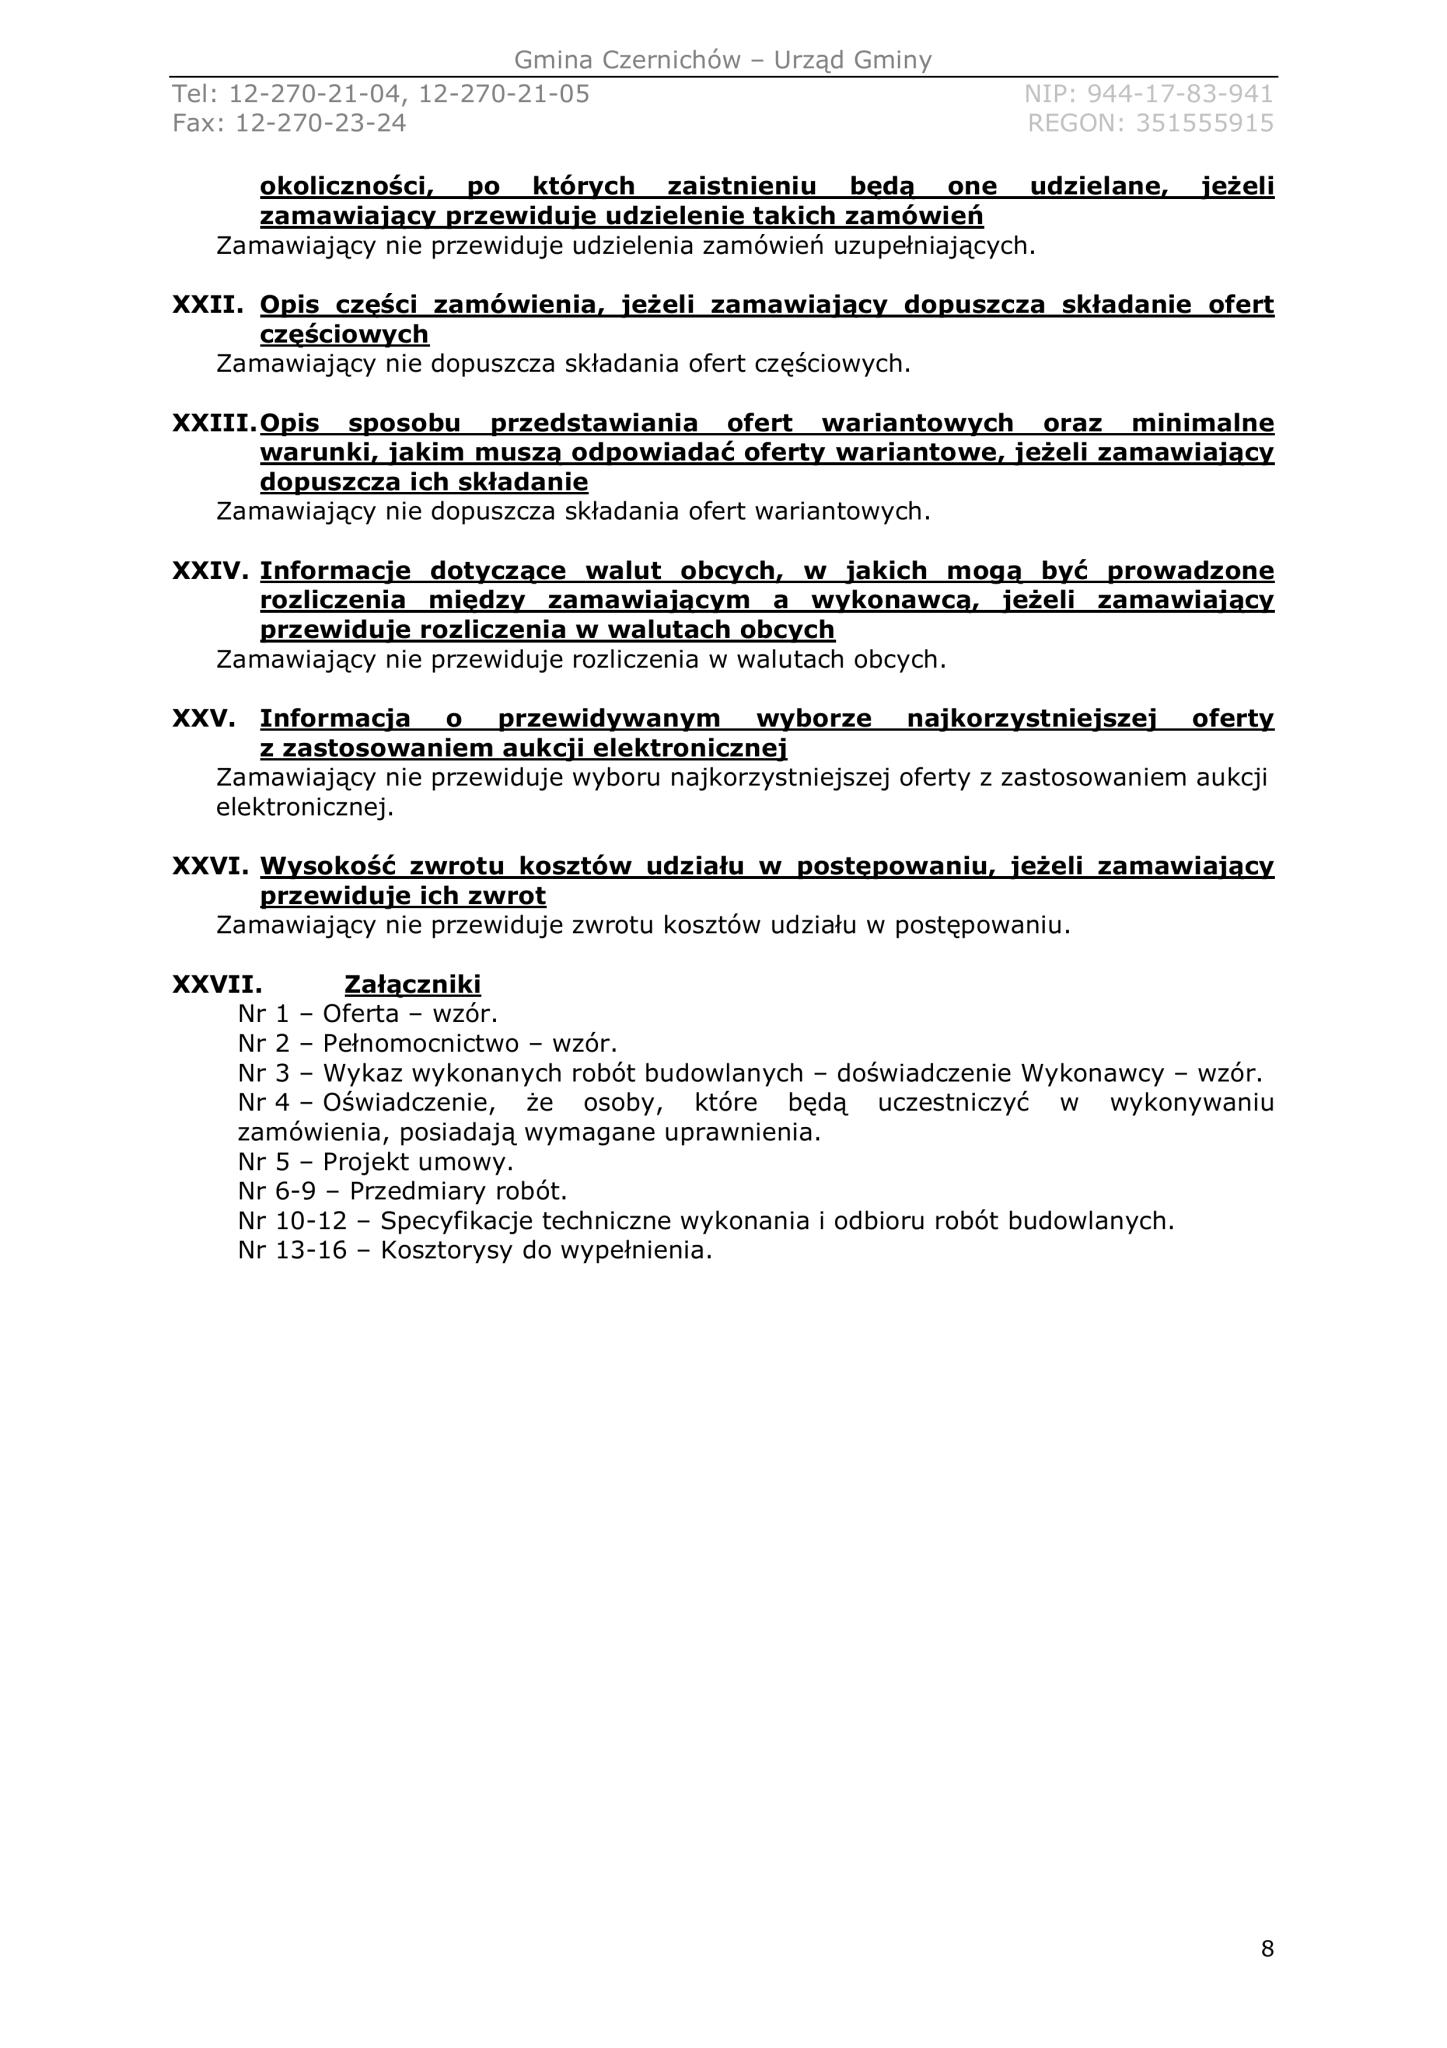 Gmina Czernichów – Urząd Gminy
Tel: 12-270-21-04, 12-270-21-05 NIP: 944-17-83-941
Fax: 12-270-23-24 REGON: 351555915
okoliczności, po których zaistnieniu będą one udzielane, jeżeli
zamawiający przewiduje udzielenie takich zamówień
Zamawiający nie przewiduje udzielenia zamówień uzupełniających.
XXII. Opis części zamówienia, jeżeli zamawiający dopuszcza składanie ofert
częściowych
Zamawiający nie dopuszcza składania ofert częściowych.
XXIII. Opis sposobu przedstawiania ofert wariantowych oraz minimalne
warunki, jakim muszą odpowiadać oferty wariantowe, jeżeli zamawiający
dopuszcza ich składanie
Zamawiający nie dopuszcza składania ofert wariantowych.
XXIV. Informacje dotyczące walut obcych, w jakich mogą być prowadzone
rozliczenia między zamawiającym a wykonawcą, jeżeli zamawiający
przewiduje rozliczenia w walutach obcych
Zamawiający nie przewiduje rozliczenia w walutach obcych.
XXV. Informacja o przewidywanym wyborze najkorzystniejszej oferty
z zastosowaniem aukcji elektronicznej
Zamawiający nie przewiduje wyboru najkorzystniejszej oferty z zastosowaniem aukcji
elektronicznej.
XXVI. Wysokość zwrotu kosztów udziału w postępowaniu, jeżeli zamawiający
przewiduje ich zwrot
Zamawiający nie przewiduje zwrotu kosztów udziału w postępowaniu.
XXVII. Załączniki
Nr 1 – Oferta – wzór.
Nr 2 – Pełnomocnictwo – wzór.
Nr 3 – Wykaz wykonanych robót budowlanych – doświadczenie Wykonawcy – wzór.
Nr 4 – Oświadczenie, że osoby, które będą uczestniczyć w wykonywaniu
zamówienia, posiadają wymagane uprawnienia.
Nr 5 – Projekt umowy.
Nr 6-9 – Przedmiary robót.
Nr 10-12 – Specyfikacje techniczne wykonania i odbioru robót budowlanych.
Nr 13-16 – Kosztorysy do wypełnienia.
8